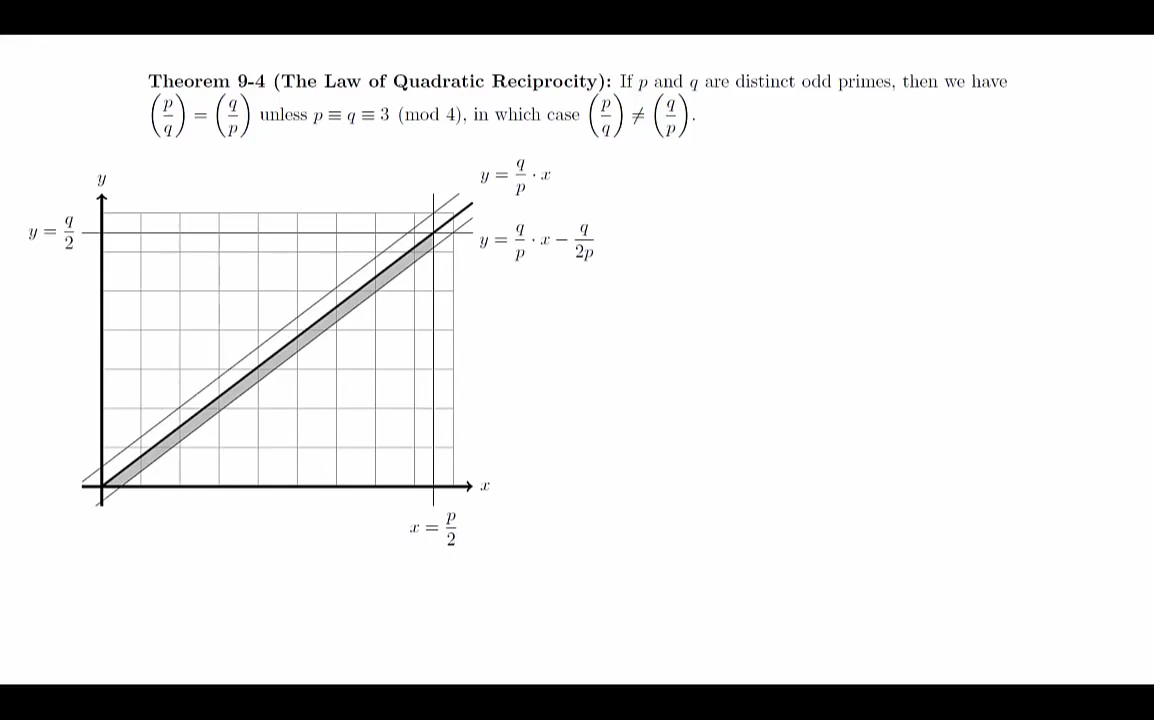 Theorem 9-4 (The Law of Quadratic Reciprocity): If p and q are distinct odd primes, then we have
(p/q) = (q/p) unless p ≡ q ≡ 3 (mod 4), in which case (p/q) ≠ (q/p).
y
y = q/p · x
y = q/2
y = q/p · x − q/2p
x
x = p/2